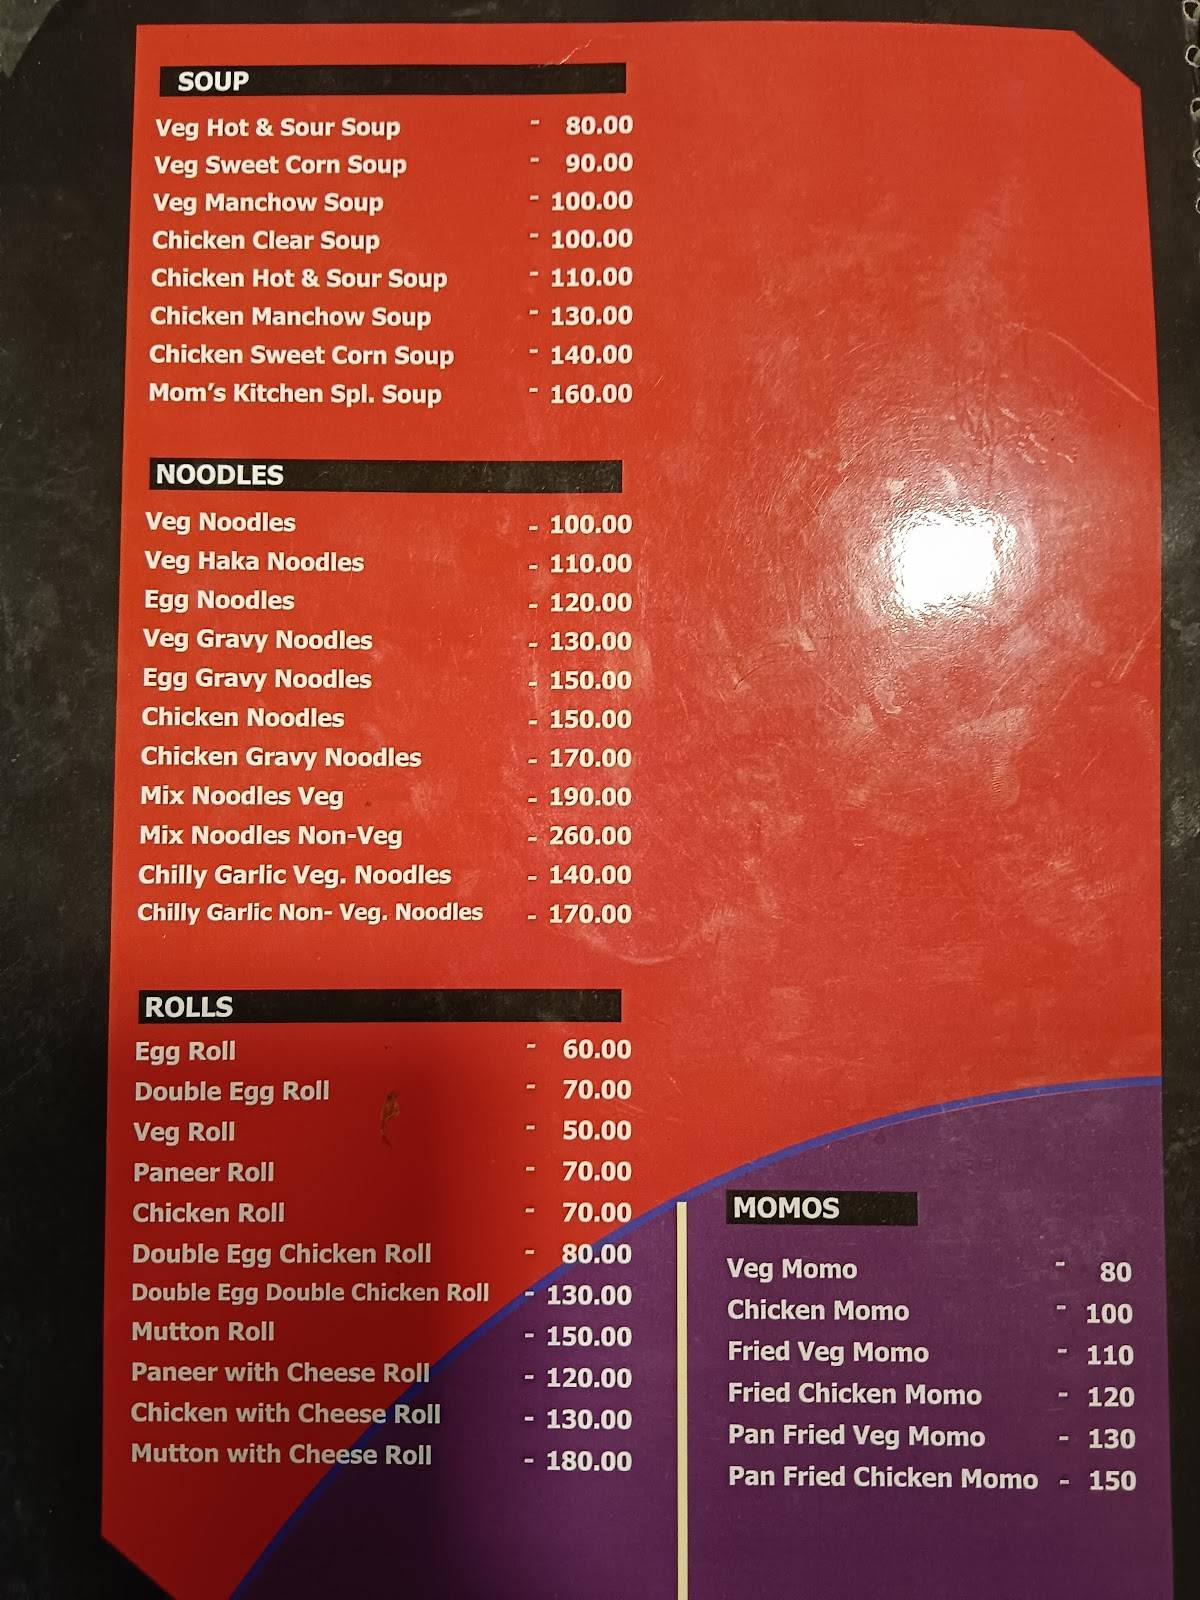 SOUP
Veg Hot & Sour Soup - 80.00
Veg Sweet Corn Soup - 90.00
Veg Manchow Soup - 100.00
Chicken Clear Soup - 100.00
Chicken Hot & Sour Soup - 110.00
Chicken Manchow Soup - 130.00
Chicken Sweet Corn Soup - 140.00
Mom's Kitchen Spl. Soup - 160.00
NOODLES
Veg Noodles - 100.00
Veg Haka Noodles - 110.00
Egg Noodles - 120.00
Veg Gravy Noodles - 130.00
Egg Gravy Noodles - 150.00
Chicken Noodles - 150.00
Chicken Gravy Noodles - 170.00
Mix Noodles Veg - 190.00
Mix Noodles Non-Veg - 260.00
Chilly Garlic Veg. Noodles - 140.00
Chilly Garlic Non- Veg. Noodles - 170.00
ROLLS
Egg Roll - 60.00
Double Egg Roll - 70.00
Veg Roll - 50.00
Paneer Roll - 70.00
Chicken Roll - 70.00
Double Egg Chicken Roll - 80.00
Double Egg Double Chicken Roll - 130.00
Mutton Roll - 150.00
Paneer with Cheese Roll - 120.00
Chicken with Cheese Roll - 130.00
Mutton with Cheese Roll - 180.00
MOMOS
Veg Momo - 80
Chicken Momo - 100
Fried Veg Momo - 110
Fried Chicken Momo - 120
Pan Fried Veg Momo - 130
Pan Fried Chicken Momo - 150